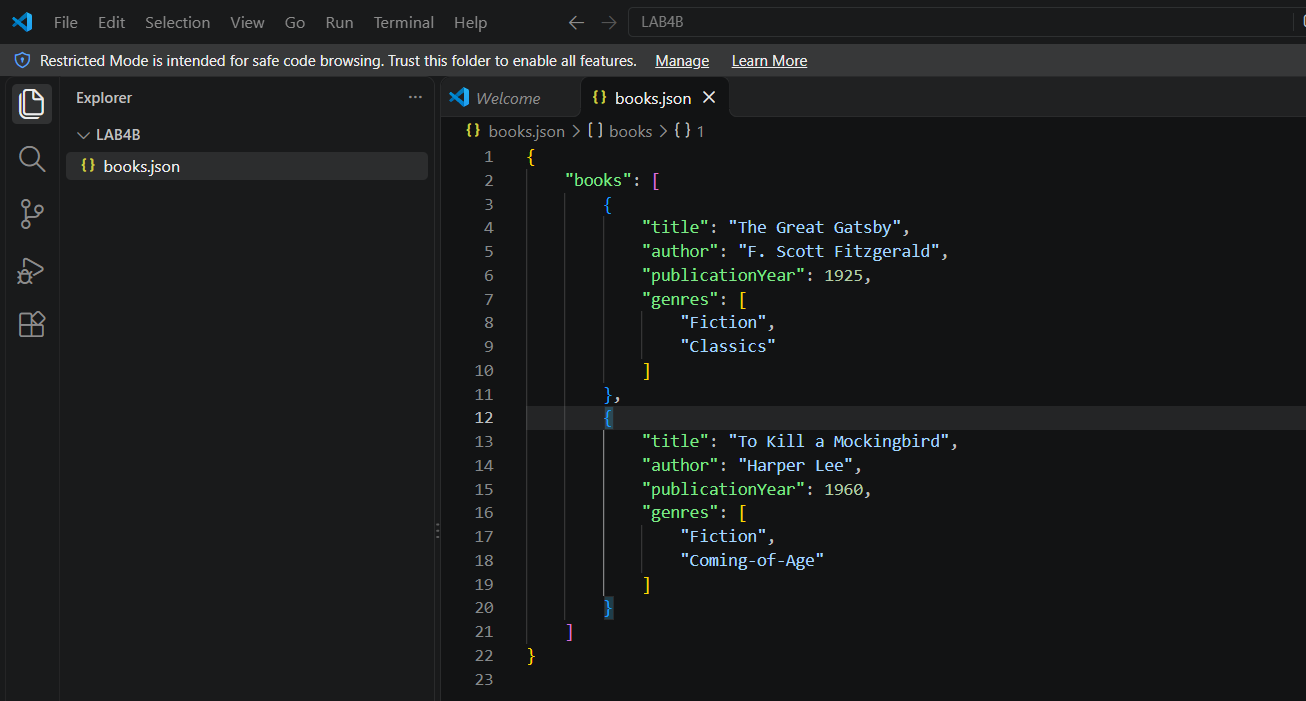 File Edit Selection View Go Run Terminal Help LAB4B
Restricted Mode is intended for safe code browsing. Trust this folder to enable all features. Manage Learn More
Explorer
LAB4B
{} books.json
Welcome {} books.json
{} books.json > [ ] books > {} 1
1 {
2     "books": [
3         {
4             "title": "The Great Gatsby",
5             "author": "F. Scott Fitzgerald",
6             "publicationYear": 1925,
7             "genres": [
8                 "Fiction",
9                 "Classics"
10             ]
11         },
12         {
13             "title": "To Kill a Mockingbird",
14             "author": "Harper Lee",
15             "publicationYear": 1960,
16             "genres": [
17                 "Fiction",
18                 "Coming-of-Age"
19             ]
20         }
21     ]
22 }
23